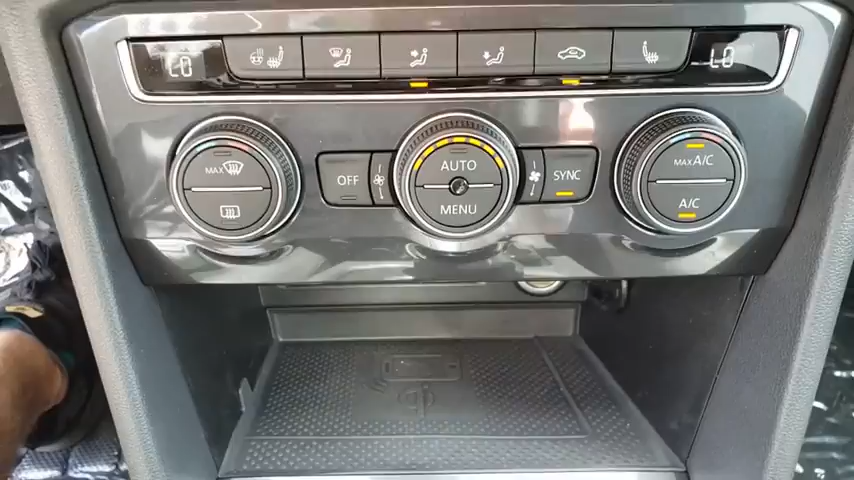 LO
LO
MAX
OFF
AUTO
MENU
SYNC
MAX A/C
A/C